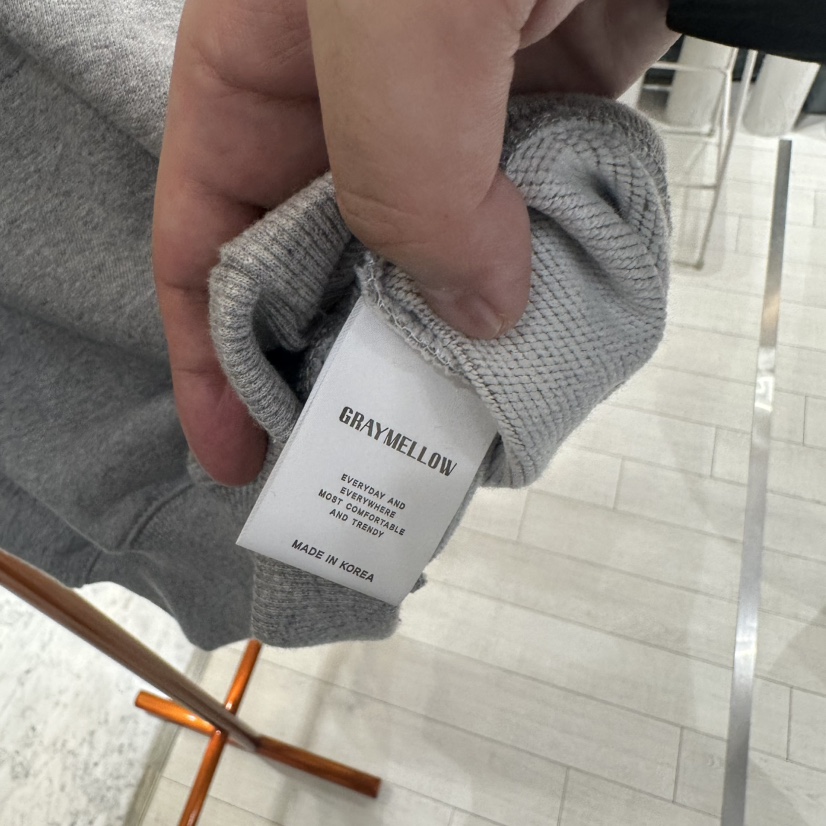 GRAYMELLOW
EVERYDAY AND
EVERYWHERE
MOST COMFORTABLE
AND TRENDY
MADE IN KOREA